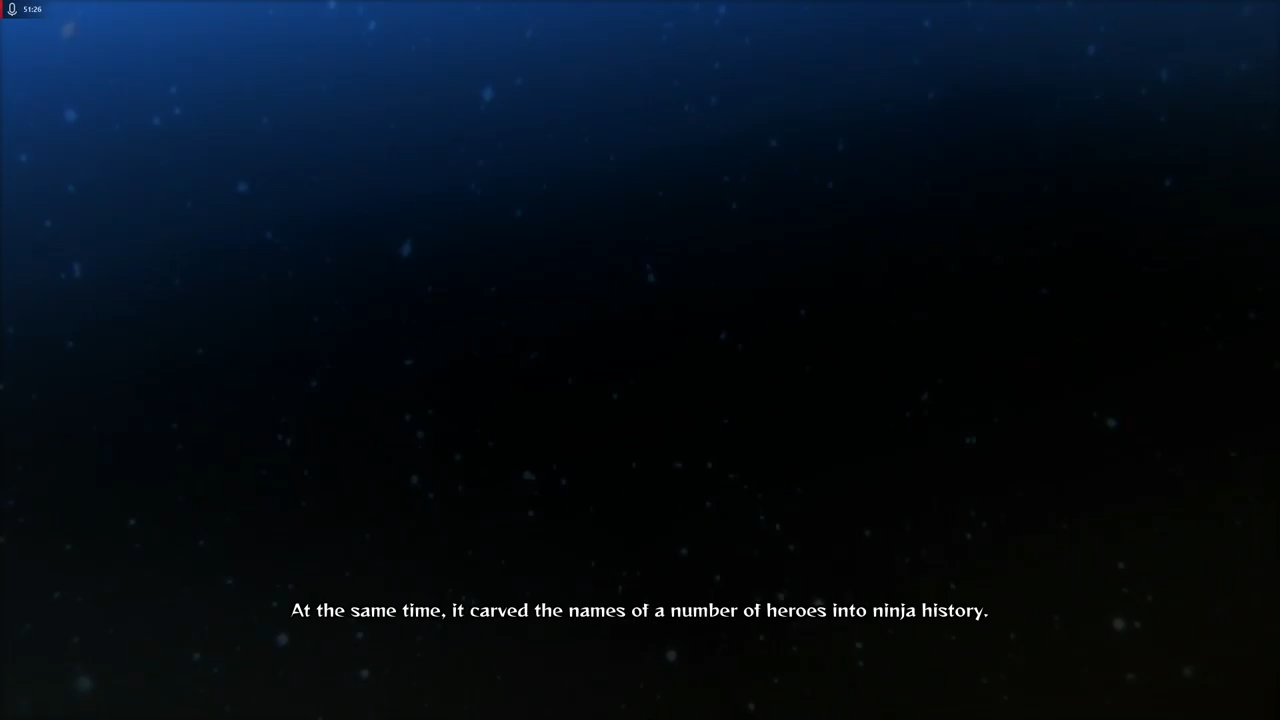 51:26
At the same time, it carved the names of a number of heroes into ninja history.